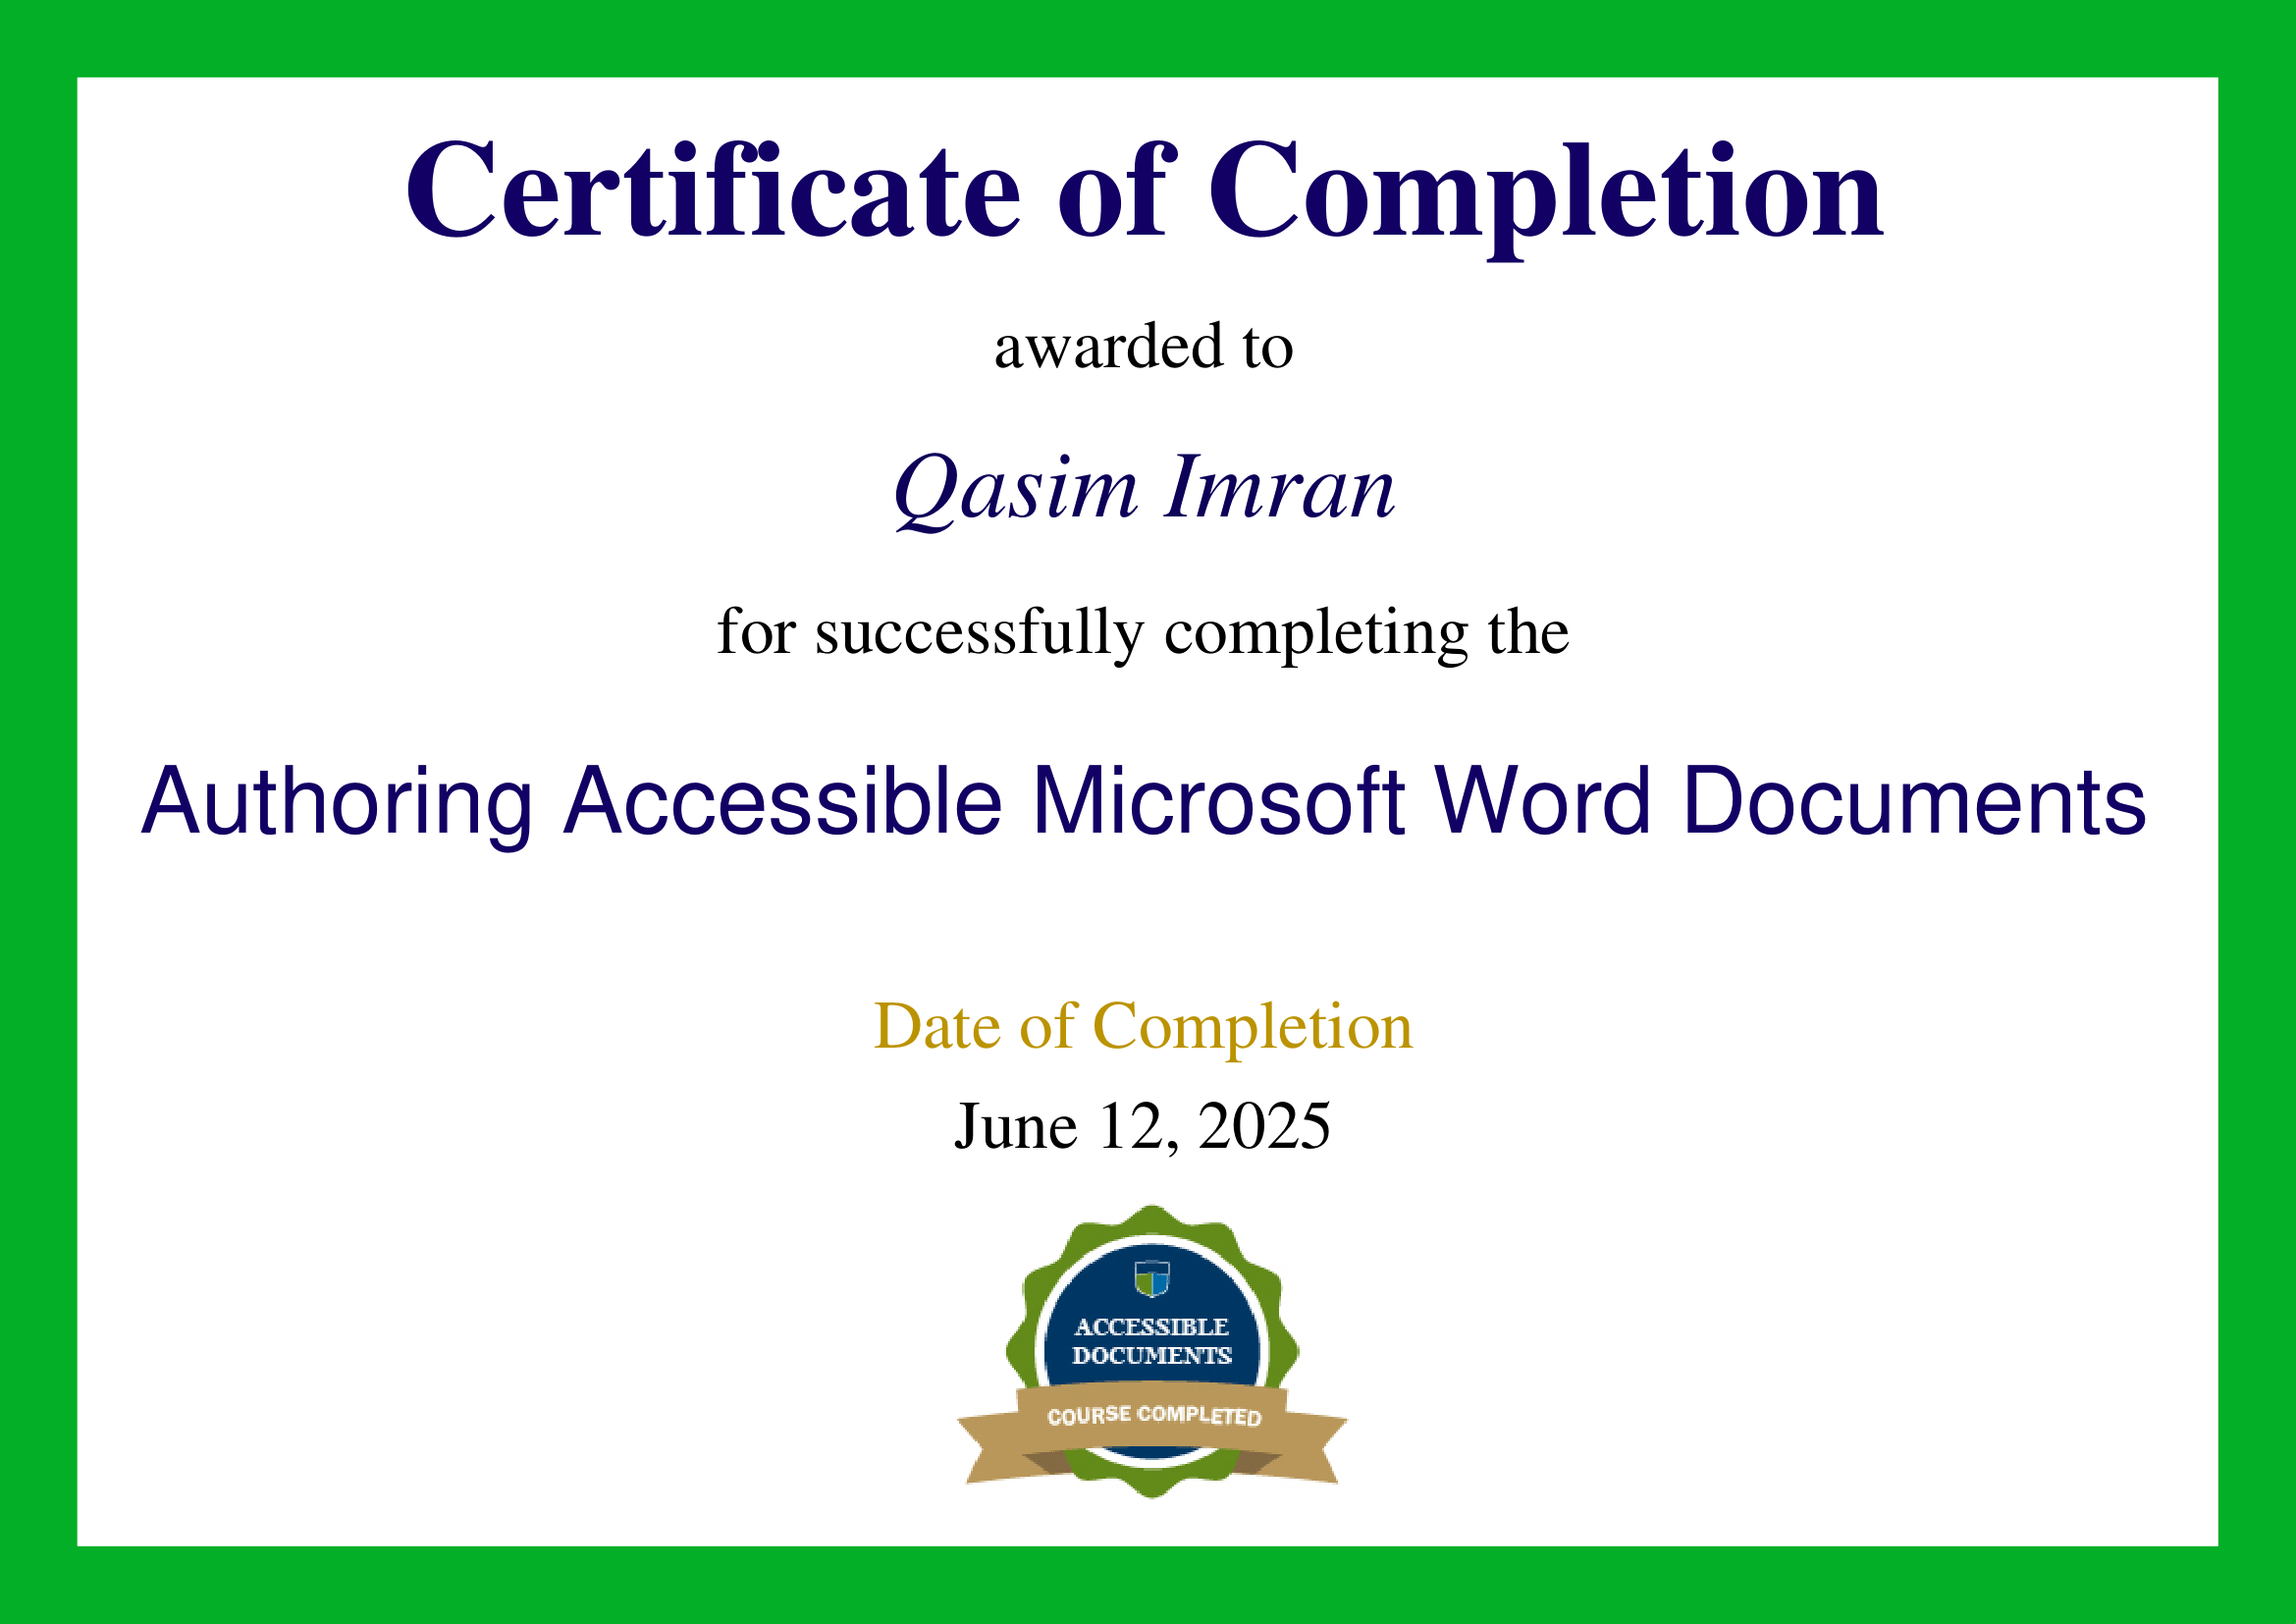 Certificate of Completion
awarded to
Qasim Imran
for successfully completing the
Authoring Accessible Microsoft Word Documents
Date of Completion
June 12, 2025
ACCESSIBLE
DOCUMENTS
COURSE COMPLETED